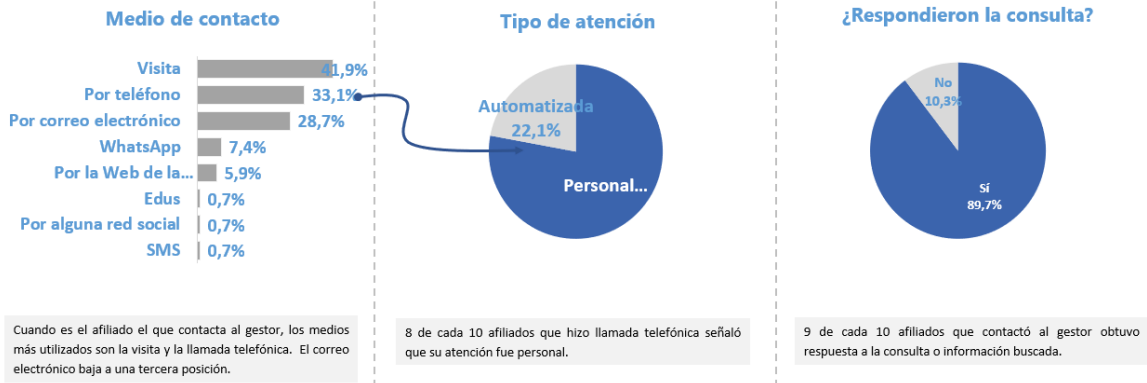 Medio de contacto
Visita 41,9%
Por teléfono 33,1%
Por correo electrónico 28,7%
WhatsApp 7,4%
Por la Web de la... 5,9%
Edus 0,7%
Por alguna red social 0,7%
SMS 0,7%
Cuando es el afiliado el que contacta al gestor, los medios
más utilizados son la visita y la llamada telefónica. El correo
electrónico baja a una tercera posición.
Tipo de atención
Automatizada
22,1%
Personal...
8 de cada 10 afiliados que hizo llamada telefónica señaló
que su atención fue personal.
¿Respondieron la consulta?
No
10,3%
Sí
89,7%
9 de cada 10 afiliados que contactó al gestor obtuvo
respuesta a la consulta o información buscada.